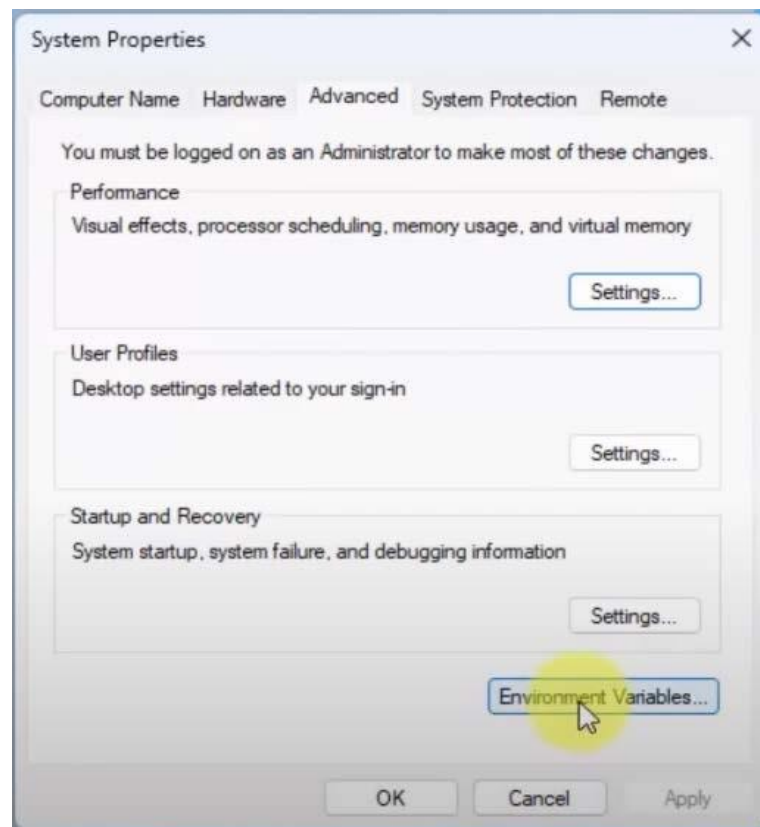 System Properties
Computer Name Hardware Advanced System Protection Remote
You must be logged on as an Administrator to make most of these changes.
Performance
Visual effects, processor scheduling, memory usage, and virtual memory
Settings...
User Profiles
Desktop settings related to your sign-in
Settings...
Startup and Recovery
System startup, system failure, and debugging information
Settings...
Environment Variables...
OK Cancel Apply